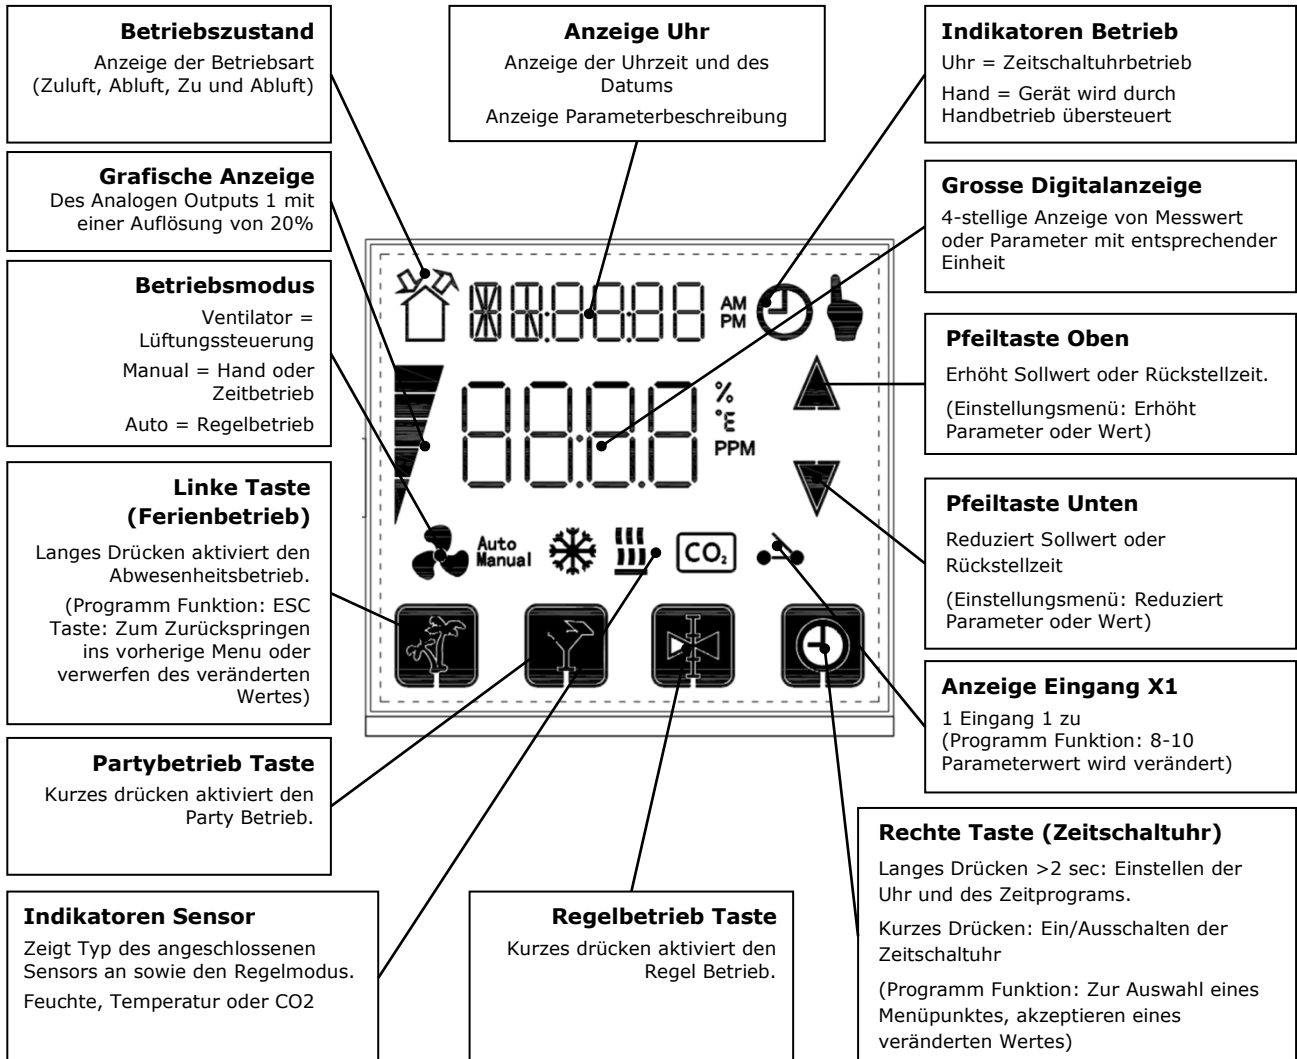 Betriebszustand
Anzeige der Betriebsart
(Zuluft, Abluft, Zu und Abluft)
Anzeige Uhr
Anzeige der Uhrzeit und des
Datums
Anzeige Parameterbeschreibung
Indikatoren Betrieb
Uhr = Zeitschaltuhrbetrieb
Hand = Gerät wird durch
Handbetrieb übersteuert
Grafische Anzeige
Des Analogen Outputs 1 mit
einer Auflösung von 20%
Grosse Digitalanzeige
4-stellige Anzeige von Messwert
oder Parameter mit entsprechender
Einheit
Betriebsmodus
Ventilator =
Lüftungssteuerung
Manual = Hand oder
Zeitbetrieb
Auto = Regelbetrieb
AM
PM
%
°E
PPM
Auto
Manual
CO2
Pfeiltaste Oben
Erhöht Sollwert oder Rückstellzeit.
(Einstellungsmenü: Erhöht
Parameter oder Wert)
Linke Taste
(Ferienbetrieb)
Langes Drücken aktiviert den
Abwesenheitsbetrieb.
(Programm Funktion: ESC
Taste: Zum Zurückspringen
ins vorherige Menu oder
verwerfen des veränderten
Wertes)
Pfeiltaste Unten
Reduziert Sollwert oder
Rückstellzeit
(Einstellungsmenü: Reduziert
Parameter oder Wert)
Anzeige Eingang X1
1 Eingang 1 zu
(Programm Funktion: 8-10
Parameterwert wird verändert)
Partybetrieb Taste
Kurzes drücken aktiviert den
Party Betrieb.
Rechte Taste (Zeitschaltuhr)
Langes Drücken >2 sec: Einstellen der
Uhr und des Zeitprograms.
Kurzes Drücken: Ein/Ausschalten der
Zeitschaltuhr
(Programm Funktion: Zur Auswahl eines
Menüpunktes, akzeptieren eines
veränderten Wertes)
Indikatoren Sensor
Zeigt Typ des angeschlossenen
Sensors an sowie den Regelmodus.
Feuchte, Temperatur oder CO2
Regelbetrieb Taste
Kurzes drücken aktiviert den
Regel Betrieb.